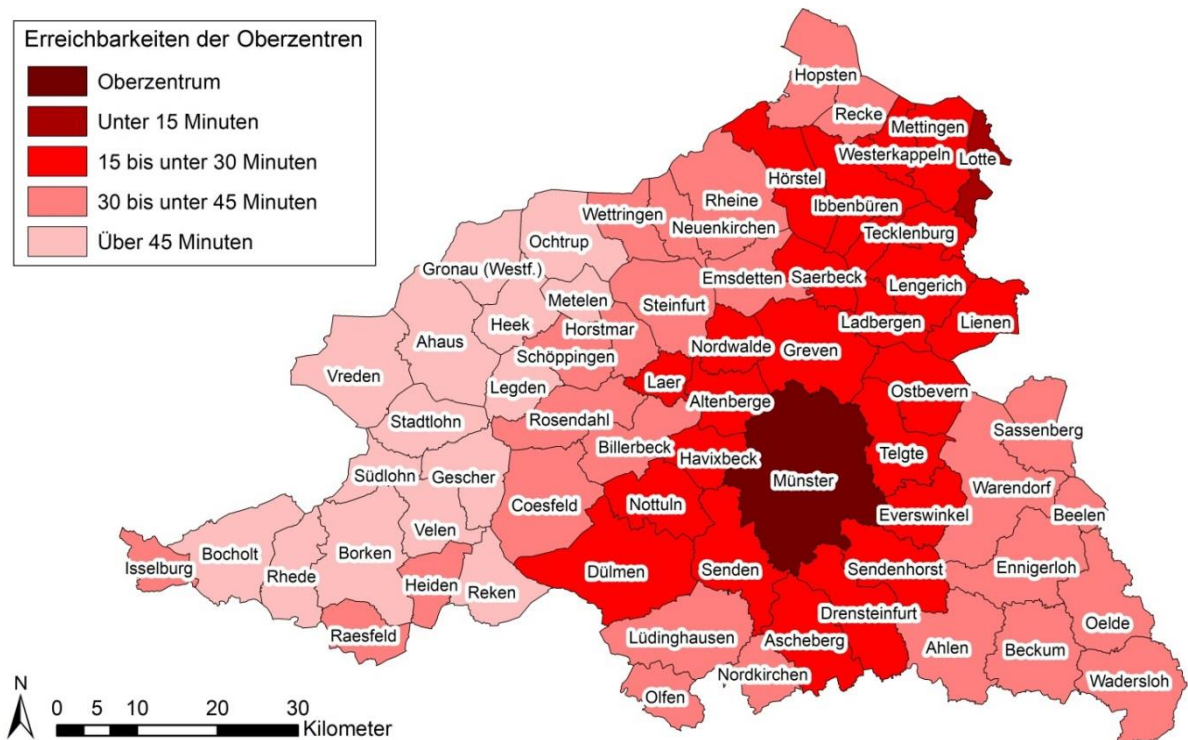 Erreichbarkeiten der Oberzentren
Oberzentrum
Unter 15 Minuten
15 bis unter 30 Minuten
30 bis unter 45 Minuten
Über 45 Minuten
Hopsten
Recke
Mettingen
Westerkappeln
Lotte
Hörstel
Rheine
Wettringen
Ibbenbüren
Neuenkirchen
Tecklenburg
Ochtrup
Gronau (Westf.)
Emsdetten
Saerbeck
Lengerich
Metelen
Steinfurt
Heek
Horstmar
Ladbergen
Lienen
Ahaus
Nordwalde
Greven
Schöppingen
Vreden
Laer
Legden
Ostbevern
Altenberge
Stadtlohn
Rosendahl
Sassenberg
Billerbeck
Havixbeck
Telgte
Südlohn
Gescher
Münster
Warendorf
Coesfeld
Nottuln
Everswinkel
Beelen
Velen
Bocholt
Borken
Isselburg
Rhede
Heiden
Reken
Dülmen
Senden
Sendenhorst
Ennigerloh
Drensteinfurt
Raesfeld
Lüdinghausen
Ascheberg
Oelde
Ahlen
Beckum
Nordkirchen
Wadersloh
Olfen
N
0 5 10 20 30
Kilometer